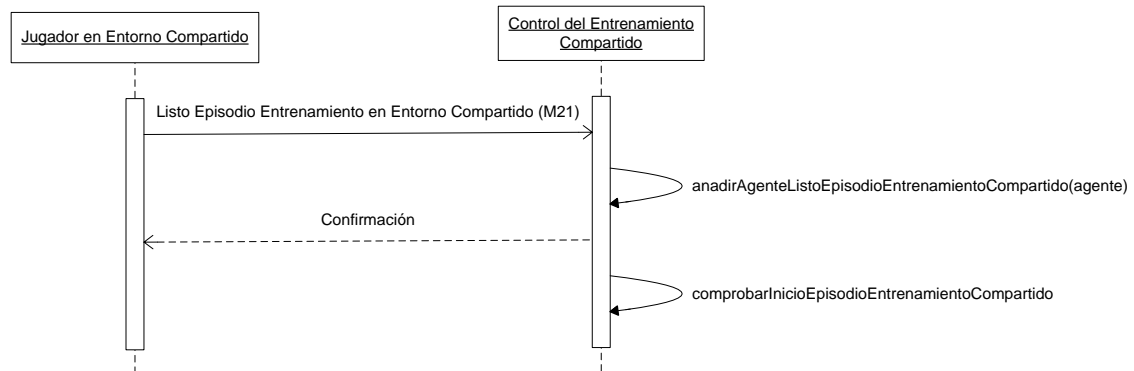 Jugador en Entorno Compartido
Control del Entrenamiento
Compartido
Listo Episodio Entrenamiento en Entorno Compartido (M21)
anadirAgenteListoEpisodioEntrenamientoCompartido(agente)
Confirmación
comprobarInicioEpisodioEntrenamientoCompartido